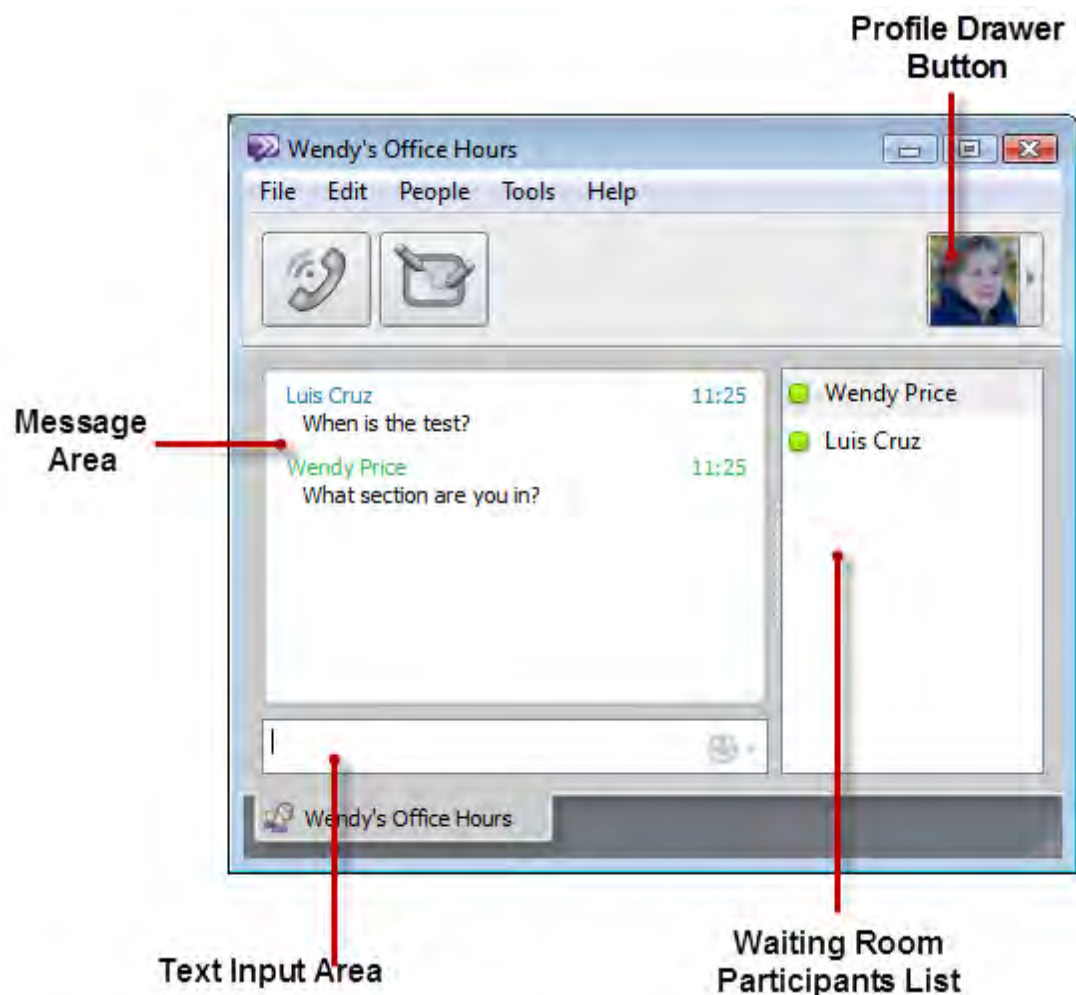 Profile Drawer
Button
Wendy's Office Hours
File Edit People Tools Help
Message
Area
Luis Cruz 11:25
When is the test?
Wendy Price 11:25
What section are you in?
Wendy Price
Luis Cruz
Wendy's Office Hours
Text Input Area
Waiting Room
Participants List